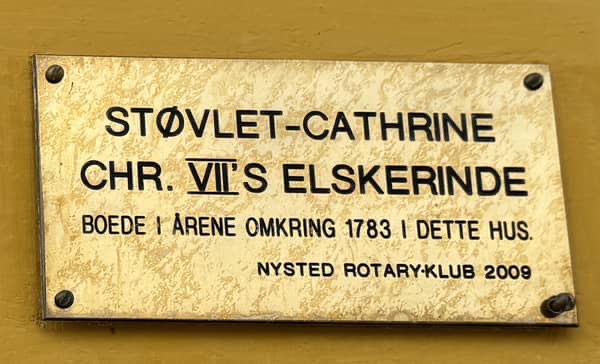 STØVLET-CATHRINE
CHR. VII'S ELSKERINDE
BOEDE I ÅRENE OMKRING 1783 I DETTE HUS.
NYSTED ROTARY-KLUB 2009